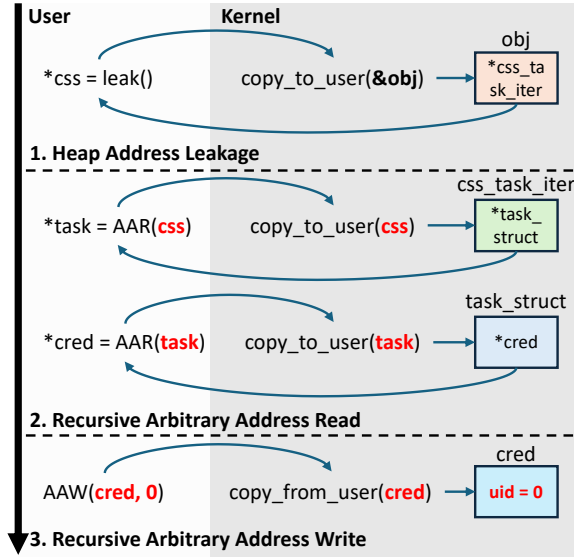 User
Kernel
obj
*css = leak()
copy_to_user(&obj)
*css_ta
sk_iter
1. Heap Address Leakage
css_task_iter
*task = AAR(css)
copy_to_user(css)
*task_
struct
task_struct
*cred = AAR(task)
copy_to_user(task)
*cred
2. Recursive Arbitrary Address Read
cred
AAW(cred, 0)
copy_from_user(cred)
uid = 0
3. Recursive Arbitrary Address Write